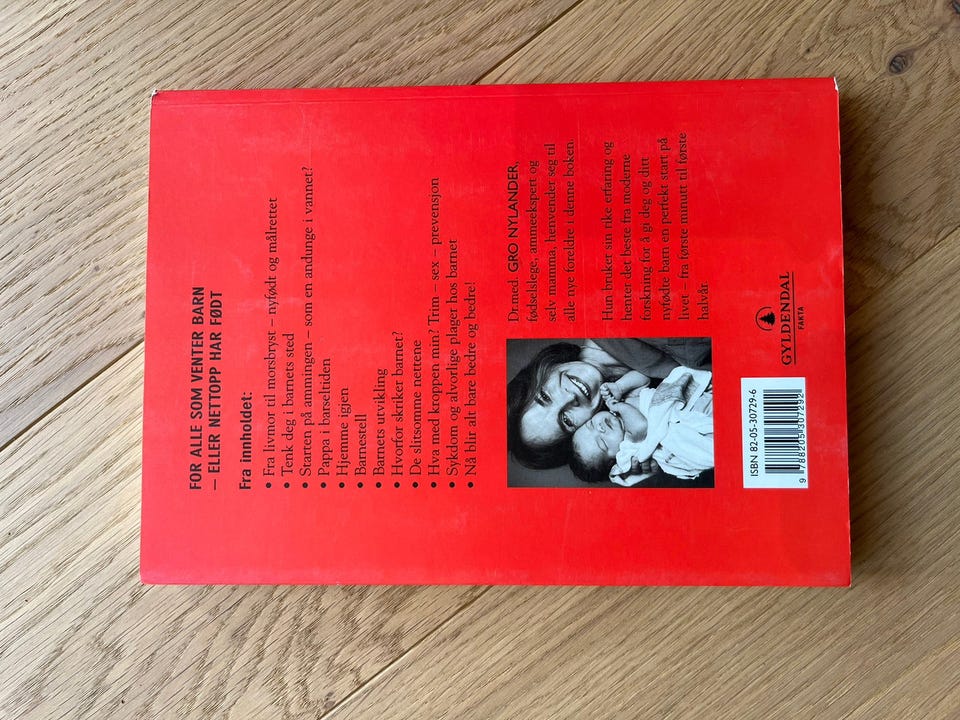 FOR ALLE SOM VENTER BARN
– ELLER NETTOPP HAR FØDT
Fra innholdet:
• Fra livmor til morsbryst – nyfødt og målrettet
• Tenk deg i barnets sted
• Starten på ammingen – som en andunge i vannet?
• Pappa i barseltiden
• Hjemme igjen
• Barnestell
• Barnets utvikling
• Hvorfor skriker barnet?
• De slitsomme nettene
• Hva med kroppen min? Trim – sex – prevensjon
• Sykdom og alvorlige plager hos barnet
• Nå blir alt bare bedre og bedre!
Dr.med. GRO NYLANDER,
fødselslege, ammeekspert og
selv mamma, henvender seg til
alle nye foreldre i denne boken
Hun bruker sin rike erfaring og
henter det beste fra moderne
forskning for å gi deg og ditt
nyfødte barn en perfekt start på
livet – fra første minutt til første
halvår
ISBN 82-05-30729-6
9 788205 307292
GYLDENDAL
FAKTA